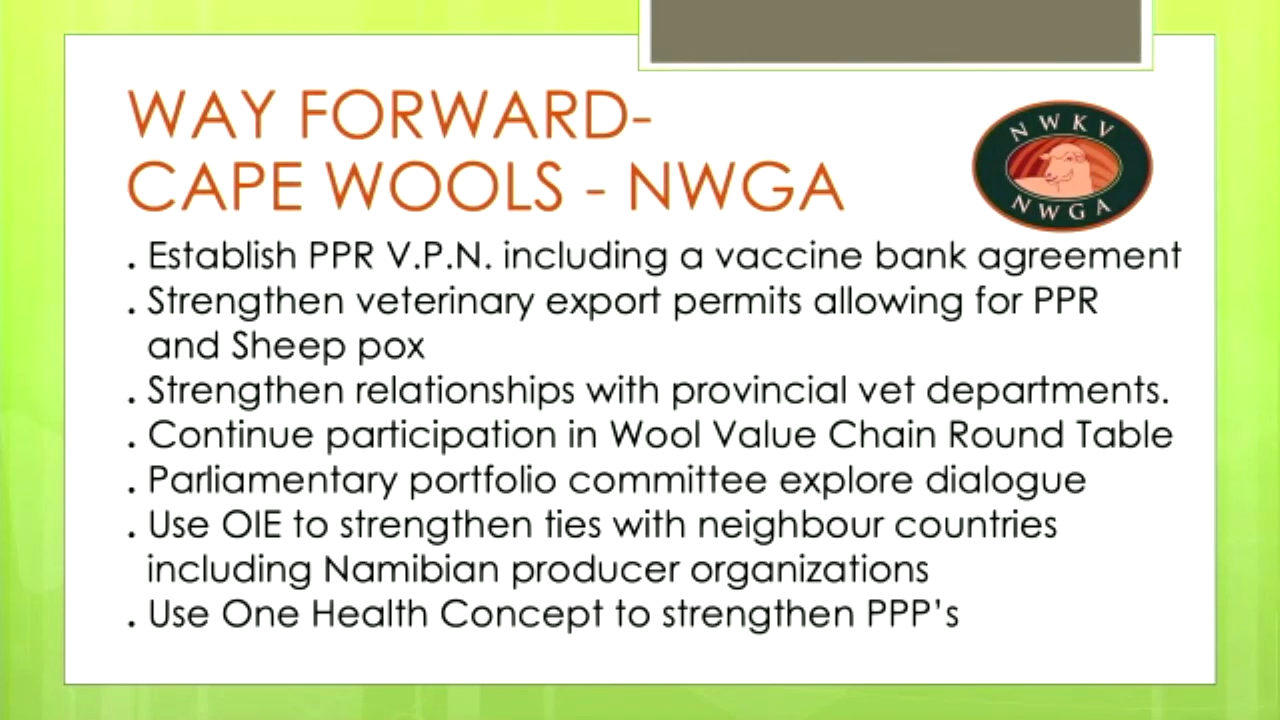 WAY FORWARD-
CAPE WOOLS - NWGA
NWKV
NWGA
. Establish PPR V.P.N. including a vaccine bank agreement
. Strengthen veterinary export permits allowing for PPR
and Sheep pox
. Strengthen relationships with provincial vet departments.
. Continue participation in Wool Value Chain Round Table
. Parliamentary portfolio committee explore dialogue
. Use OIE to strengthen ties with neighbour countries
including Namibian producer organizations
. Use One Health Concept to strengthen PPP’s